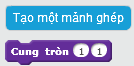 Tạo một mảnh ghép
Cung tròn 1 1